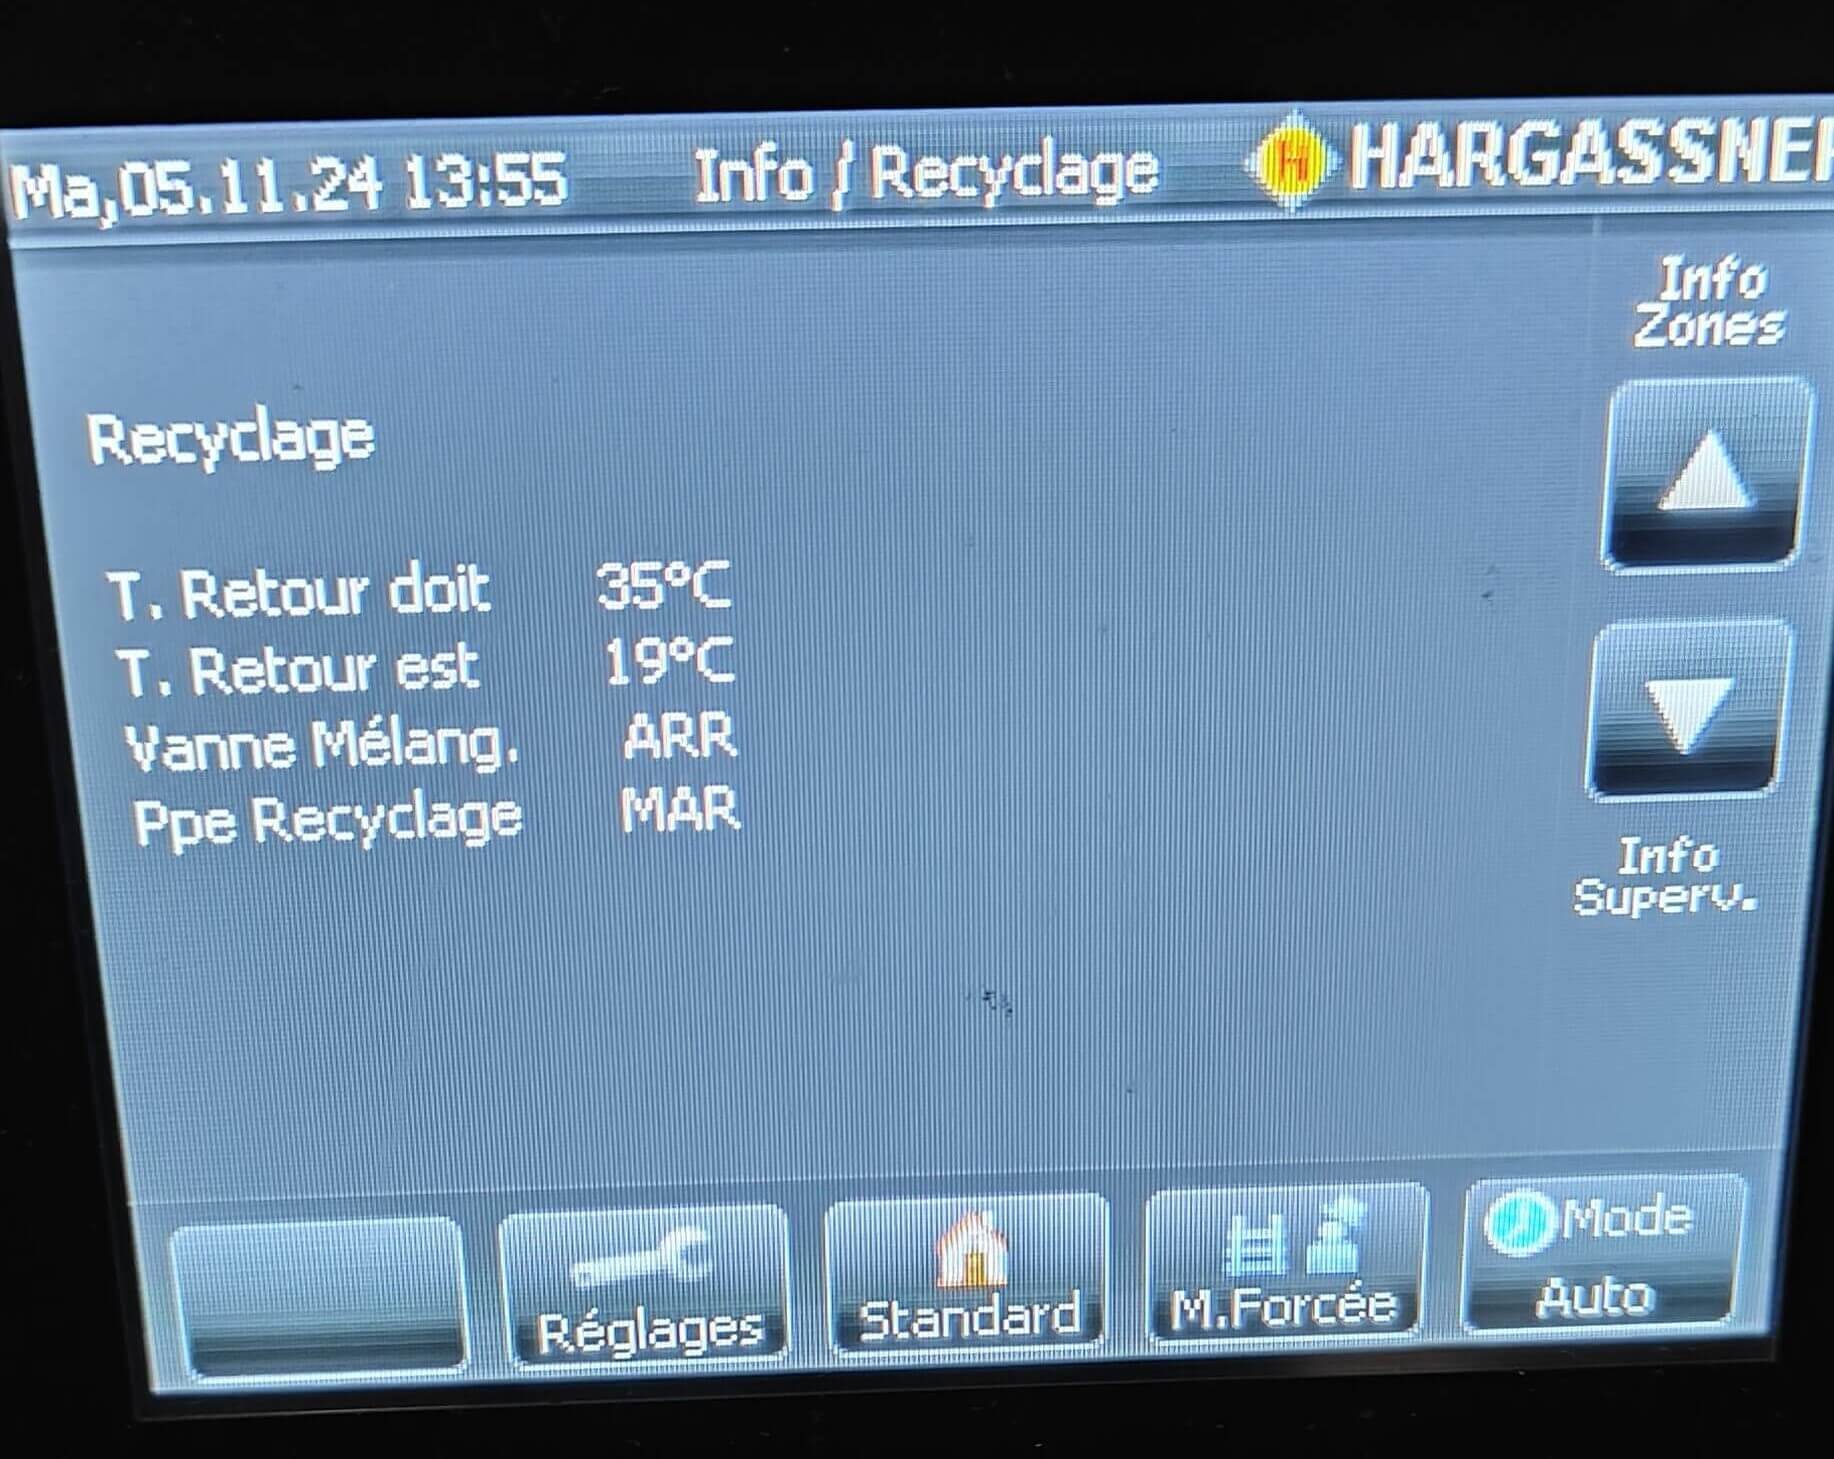 Ma,05.11.24 13:55 Info / Recyclage HARGASSNER
Info
Zones
Recyclage
T. Retour doit 35°C
T. Retour est 19°C
Vanne Mélang. ARR
Ppe Recyclage MAR
Info
Superv.
Réglages
Standard
M.Forcée
Mode
Auto